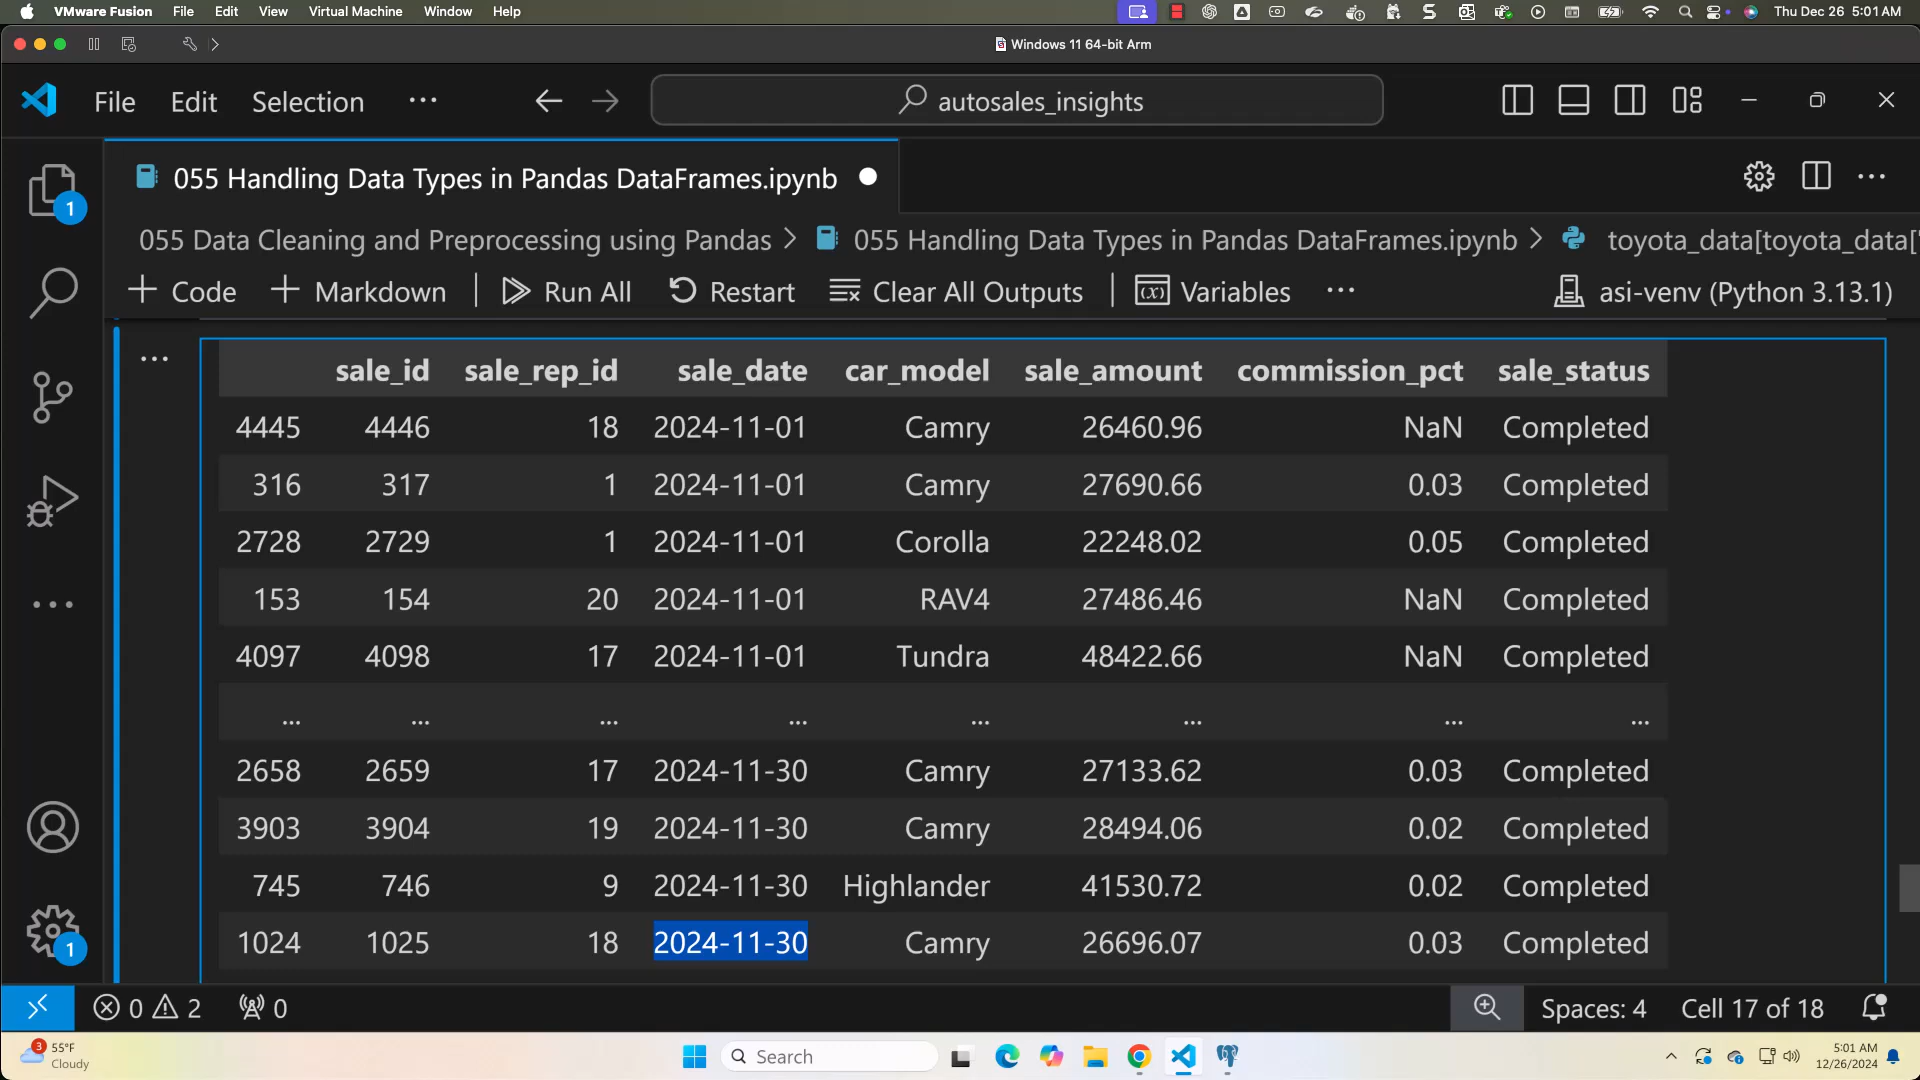 VMware Fusion File Edit View Virtual Machine Window Help Thu Dec 26 5:01 AM
Windows 11 64-bit Arm
File Edit Selection ··· autosales_insights
055 Handling Data Types in Pandas DataFrames.ipynb
055 Data Cleaning and Preprocessing using Pandas > 055 Handling Data Types in Pandas DataFrames.ipynb > toyota_data[toyota_data['
+ Code + Markdown Run All Restart Clear All Outputs Variables ··· asi-venv (Python 3.13.1)
1
sale_id sale_rep_id sale_date car_model sale_amount commission_pct sale_status
4445 4446 18 2024-11-01 Camry 26460.96 NaN Completed
316 317 1 2024-11-01 Camry 27690.66 0.03 Completed
2728 2729 1 2024-11-01 Corolla 22248.02 0.05 Completed
153 154 20 2024-11-01 RAV4 27486.46 NaN Completed
4097 4098 17 2024-11-01 Tundra 48422.66 NaN Completed
... ... ... ... ... ... ... ...
2658 2659 17 2024-11-30 Camry 27133.62 0.03 Completed
3903 3904 19 2024-11-30 Camry 28494.06 0.02 Completed
745 746 9 2024-11-30 Highlander 41530.72 0.02 Completed
1024 1025 18 2024-11-30 Camry 26696.07 0.03 Completed
1
0 2 0 Spaces: 4 Cell 17 of 18
3 55°F
Cloudy
Search
5:01 AM
12/26/2024